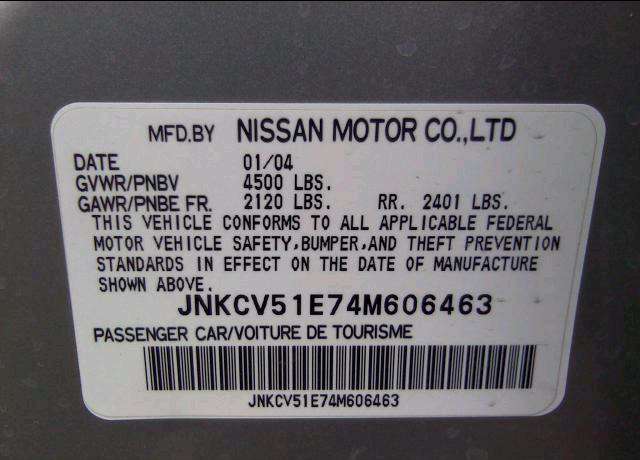 MFD.BY NISSAN MOTOR CO.,LTD
DATE 01/04
GVWR/PNBV 4500 LBS.
GAWR/PNBE FR. 2120 LBS. RR. 2401 LBS.
THIS VEHICLE CONFORMS TO ALL APPLICABLE FEDERAL
MOTOR VEHICLE SAFETY,BUMPER,AND THEFT PREVENTION
STANDARDS IN EFFECT ON THE DATE OF MANUFACTURE
SHOWN ABOVE.
JNKCV51E74M606463
PASSENGER CAR/VOITURE DE TOURISME
JNKCV51E74M606463